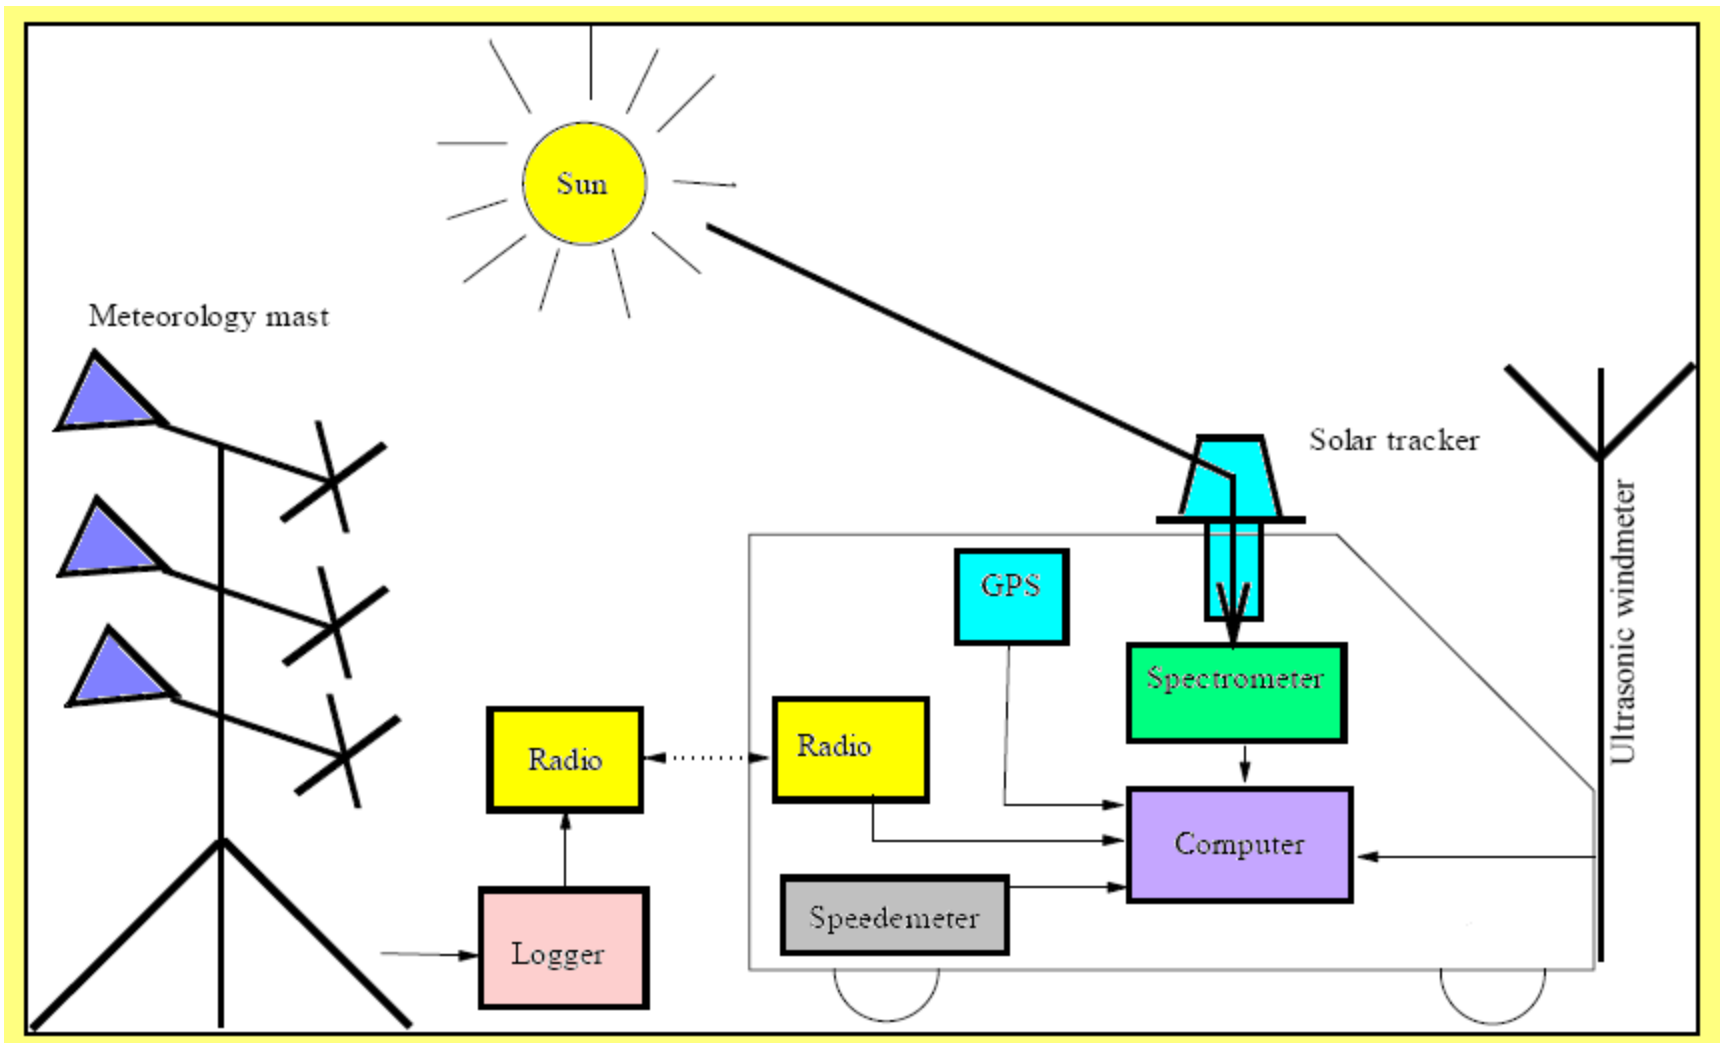 Sun
Meteorology mast
Solar tracker
Ultrasonic windmeter
GPS
Spectrometer
Radio
Radio
Computer
Speedemeter
Logger